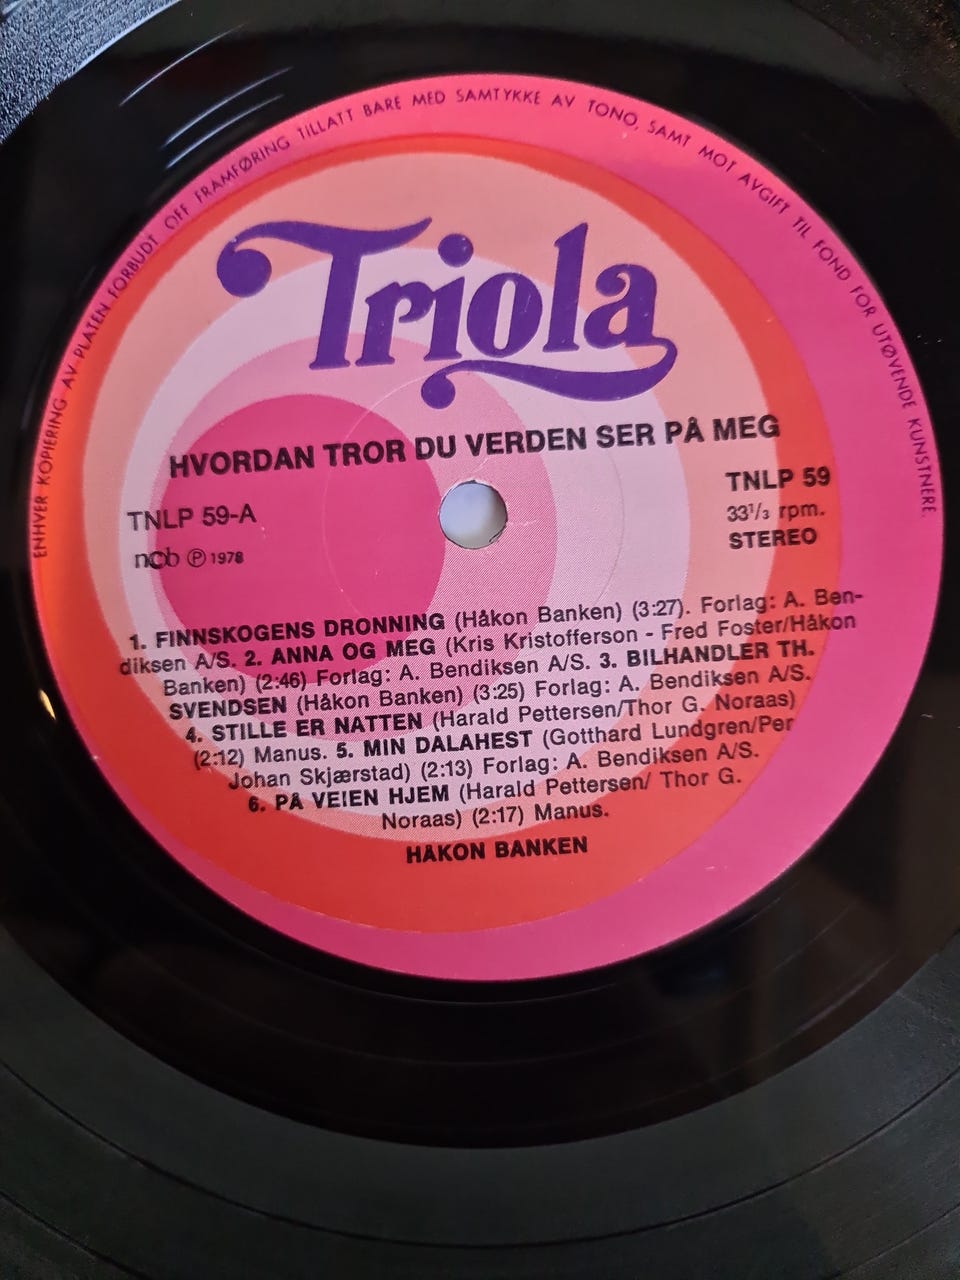 ENHVER KOPIERING AV PLATEN FORBUDT OFF FRAMFØRING TILLATT BARE MED SAMTYKKE AV TONO, SAMT MOT AVGIFT TIL FOND FOR UTØVENDE KUNSTNERE.
Triola
HVORDAN TROR DU VERDEN SER PÅ MEG
TNLP 59-A
ncb Ⓟ 1978
TNLP 59
33⅓ rpm.
STEREO
1. FINNSKOGENS DRONNING (Håkon Banken) (3:27). Forlag: A. Ben-
diksen A/S. 2. ANNA OG MEG (Kris Kristofferson - Fred Foster/Håkon
Banken) (2:46) Forlag: A. Bendiksen A/S. 3. BILHANDLER TH.
SVENDSEN (Håkon Banken) (3:25) Forlag: A. Bendiksen A/S.
4. STILLE ER NATTEN (Harald Pettersen/Thor G. Noraas)
(2:12) Manus. 5. MIN DALAHEST (Gotthard Lundgren/Per
Johan Skjærstad) (2:13) Forlag: A. Bendiksen A/S.
6. PÅ VEIEN HJEM (Harald Pettersen/ Thor G.
Noraas) (2:17) Manus.
HÅKON BANKEN